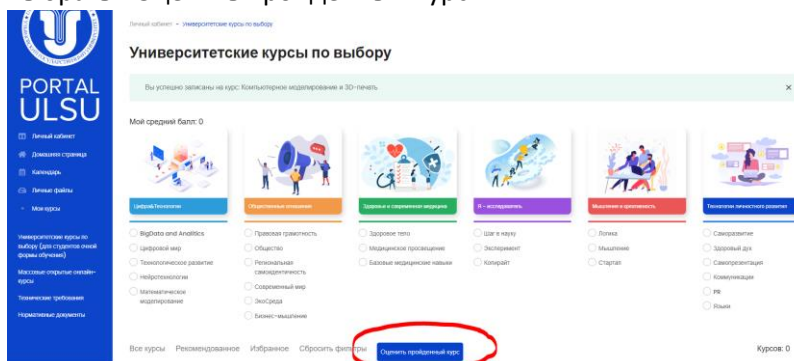 Личный кабинет • Университетские курсы по выбору
Университетские курсы по выбору
Вы успешно записаны на курс: Компьютерное моделирование и 3D-печать
×
PORTAL
ULSU
Личный кабинет
Домашняя страница
Календарь
Личные файлы
Мои курсы
Университетские курсы по
выбору (для студентов очной
формы обучения)
Массовые открытые онлайн-
курсы
Технические требования
Нормативные документы
Мой средний балл: 0
Цифра&Технологии
BigData and Analitics
Цифровой мир
Технологическое развитие
Нейротехнологии
Математическое
моделирование
Общественные отношения
Правовая грамотность
Общество
Региональная
самоидентичность
Современный мир
ЭкоСреда
Бизнес-мышление
Здоровье и современная медицина
Здоровое тело
Медицинское просвещение
Базовые медицинские навыки
Я - исследователь
Шаг в науку
Эксперимент
Копирайт
Мышление и креативность
Логика
Мышление
Стартап
Технологии личностного развития
Саморазвитие
Здоровый дух
Самопрезентация
Коммуникации
PR
Языки
Все курсы Рекомендованное Избранное Сбросить фильтры Оценить пройденный курс Курсов: 0